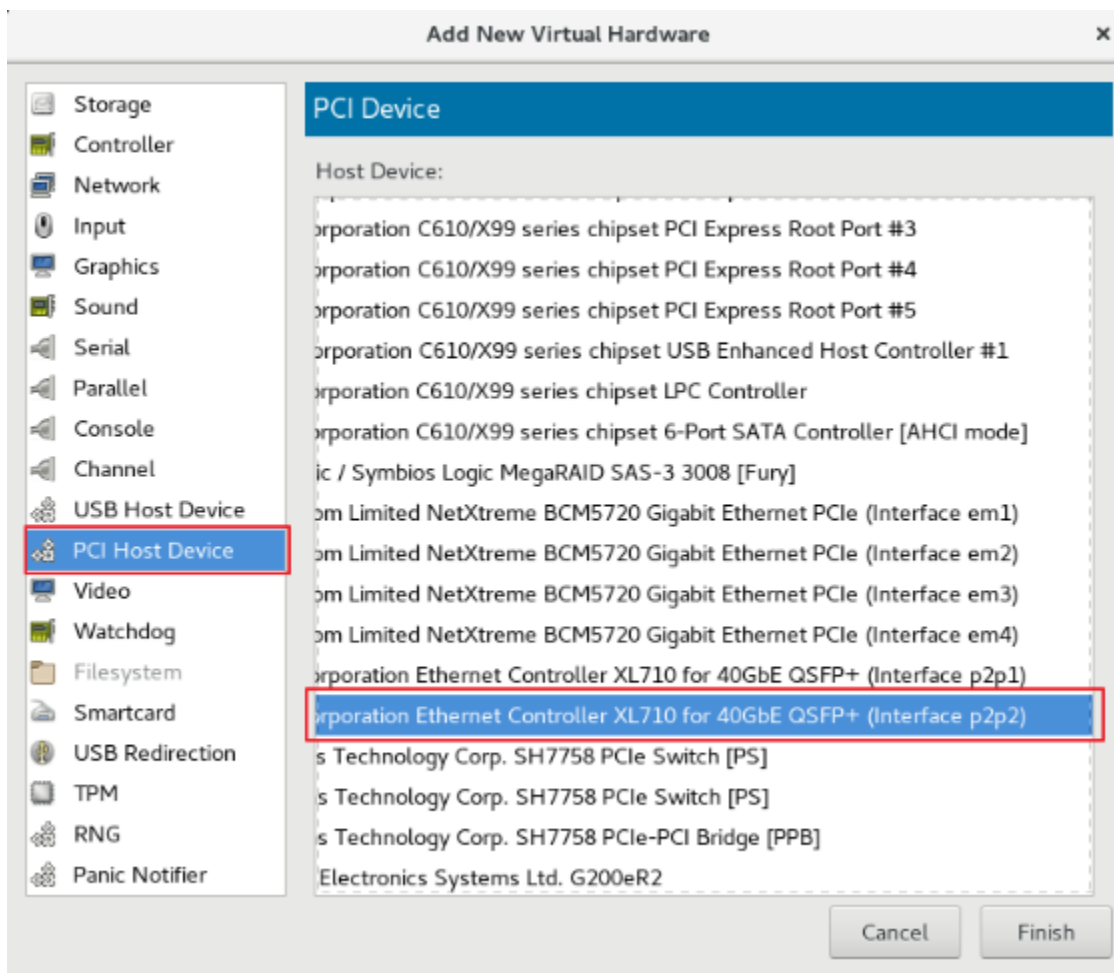 Add New Virtual Hardware
Storage
Controller
Network
Input
Graphics
Sound
Serial
Parallel
Console
Channel
USB Host Device
PCI Host Device
Video
Watchdog
Filesystem
Smartcard
USB Redirection
TPM
RNG
Panic Notifier
PCI Device
Host Device:
orporation C610/X99 series chipset PCI Express Root Port #3
orporation C610/X99 series chipset PCI Express Root Port #4
orporation C610/X99 series chipset PCI Express Root Port #5
orporation C610/X99 series chipset USB Enhanced Host Controller #1
orporation C610/X99 series chipset LPC Controller
orporation C610/X99 series chipset 6-Port SATA Controller [AHCI mode]
ic / Symbios Logic MegaRAID SAS-3 3008 [Fury]
om Limited NetXtreme BCM5720 Gigabit Ethernet PCIe (Interface em1)
om Limited NetXtreme BCM5720 Gigabit Ethernet PCIe (Interface em2)
om Limited NetXtreme BCM5720 Gigabit Ethernet PCIe (Interface em3)
om Limited NetXtreme BCM5720 Gigabit Ethernet PCIe (Interface em4)
orporation Ethernet Controller XL710 for 40GbE QSFP+ (Interface p2p1)
orporation Ethernet Controller XL710 for 40GbE QSFP+ (Interface p2p2)
s Technology Corp. SH7758 PCIe Switch [PS]
s Technology Corp. SH7758 PCIe Switch [PS]
s Technology Corp. SH7758 PCIe-PCI Bridge [PPB]
Electronics Systems Ltd. G200eR2
Cancel
Finish